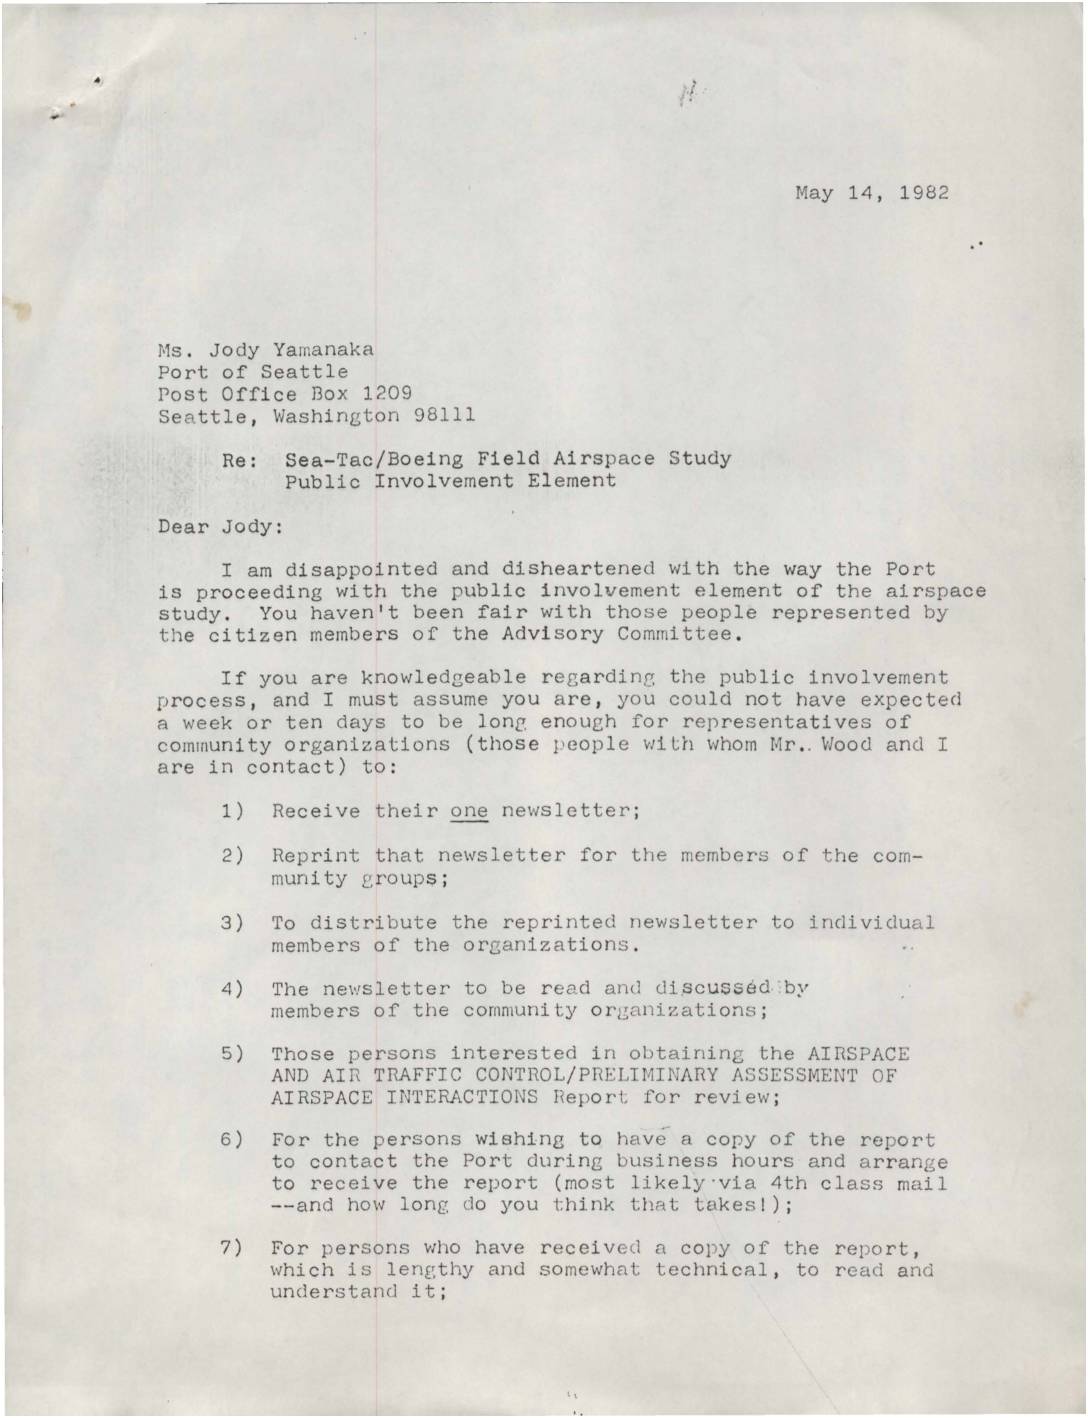 May 14, 1982
Ms. Jody Yamanaka
Port of Seattle
Post Office Box 1209
Seattle, Washington 98111
Re: Sea-Tac/Boeing Field Airspace Study
Public Involvement Element
Dear Jody:
I am disappointed and disheartened with the way the Port
is proceeding with the public involvement element of the airspace
study. You haven't been fair with those people represented by
the citizen members of the Advisory Committee.
If you are knowledgeable regarding the public involvement
process, and I must assume you are, you could not have expected
a week or ten days to be long enough for representatives of
community organizations (those people with whom Mr. Wood and I
are in contact) to:
1) Receive their one newsletter;
2) Reprint that newsletter for the members of the com-
munity groups;
3) To distribute the reprinted newsletter to individual
members of the organizations.
4) The newsletter to be read and discussed by
members of the community organizations;
5) Those persons interested in obtaining the AIRSPACE
AND AIR TRAFFIC CONTROL/PRELIMINARY ASSESSMENT OF
AIRSPACE INTERACTIONS Report for review;
6) For the persons wishing to have a copy of the report
to contact the Port during business hours and arrange
to receive the report (most likely via 4th class mail
--and how long do you think that takes!);
7) For persons who have received a copy of the report,
which is lengthy and somewhat technical, to read and
understand it;